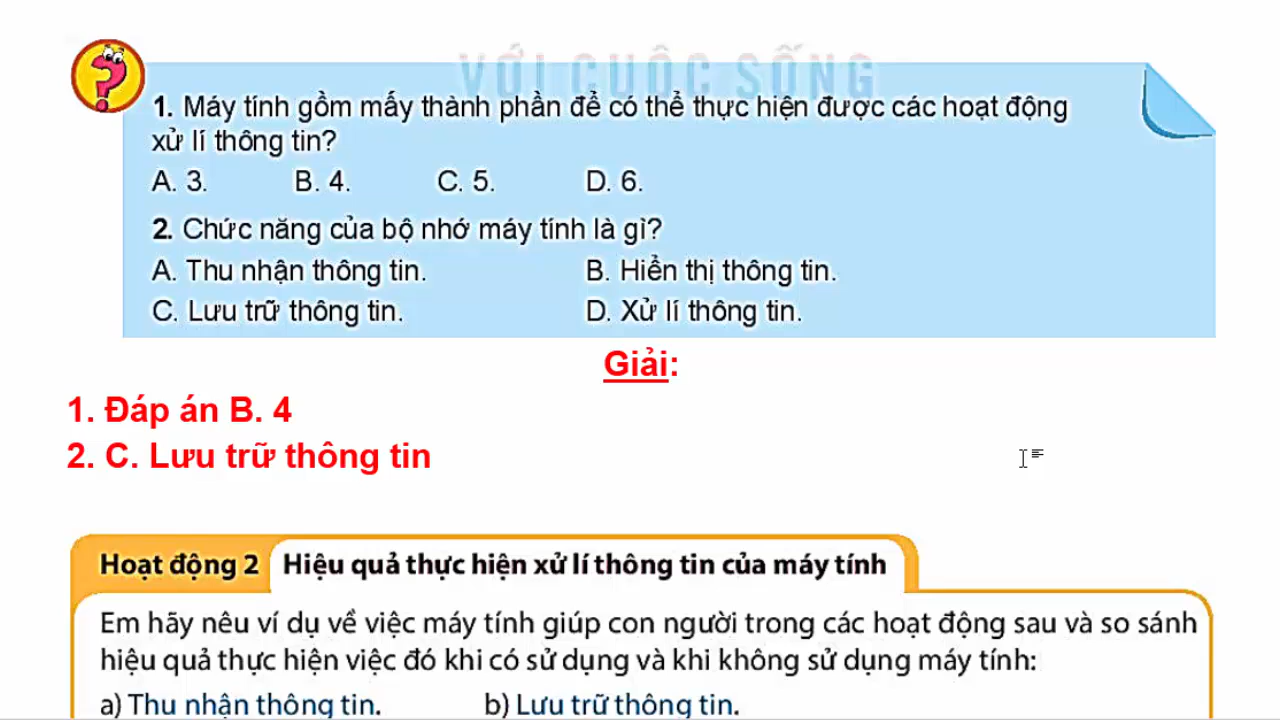 VỚI CUỘC SỐNG
1. Máy tính gồm mấy thành phần để có thể thực hiện được các hoạt động
xử lí thông tin?
A. 3. B. 4. C. 5. D. 6.
2. Chức năng của bộ nhớ máy tính là gì?
A. Thu nhận thông tin. B. Hiển thị thông tin.
C. Lưu trữ thông tin. D. Xử lí thông tin.
Giải:
1. Đáp án B. 4
2. C. Lưu trữ thông tin
Hoạt động 2 Hiệu quả thực hiện xử lí thông tin của máy tính
Em hãy nêu ví dụ về việc máy tính giúp con người trong các hoạt động sau và so sánh
hiệu quả thực hiện việc đó khi có sử dụng và khi không sử dụng máy tính:
a) Thu nhận thông tin. b) Lưu trữ thông tin.